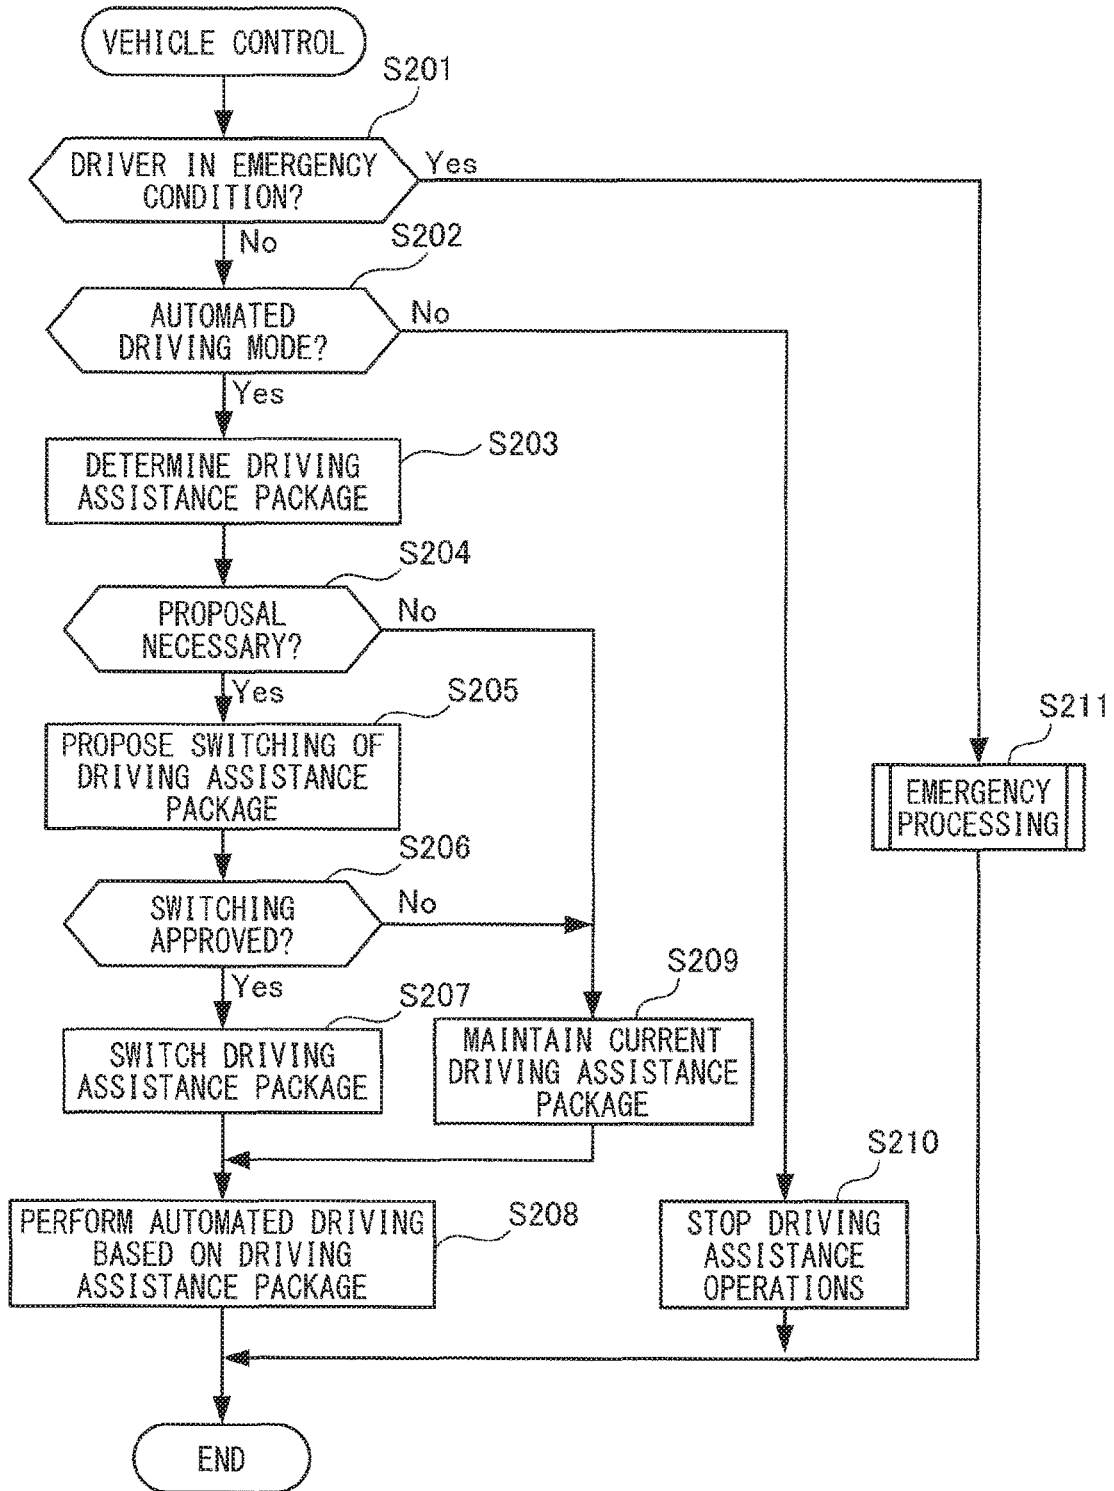 VEHICLE CONTROL
S201
DRIVER IN EMERGENCY
CONDITION?
Yes
No
S202
AUTOMATED
DRIVING MODE?
No
Yes
S203
DETERMINE DRIVING
ASSISTANCE PACKAGE
S204
PROPOSAL
NECESSARY?
No
Yes
S205
PROPOSE SWITCHING OF
DRIVING ASSISTANCE
PACKAGE
S211
EMERGENCY
PROCESSING
S206
SWITCHING
APPROVED?
No
Yes
S207
SWITCH DRIVING
ASSISTANCE PACKAGE
S209
MAINTAIN CURRENT
DRIVING ASSISTANCE
PACKAGE
S208
PERFORM AUTOMATED DRIVING
BASED ON DRIVING
ASSISTANCE PACKAGE
S210
STOP DRIVING
ASSISTANCE
OPERATIONS
END